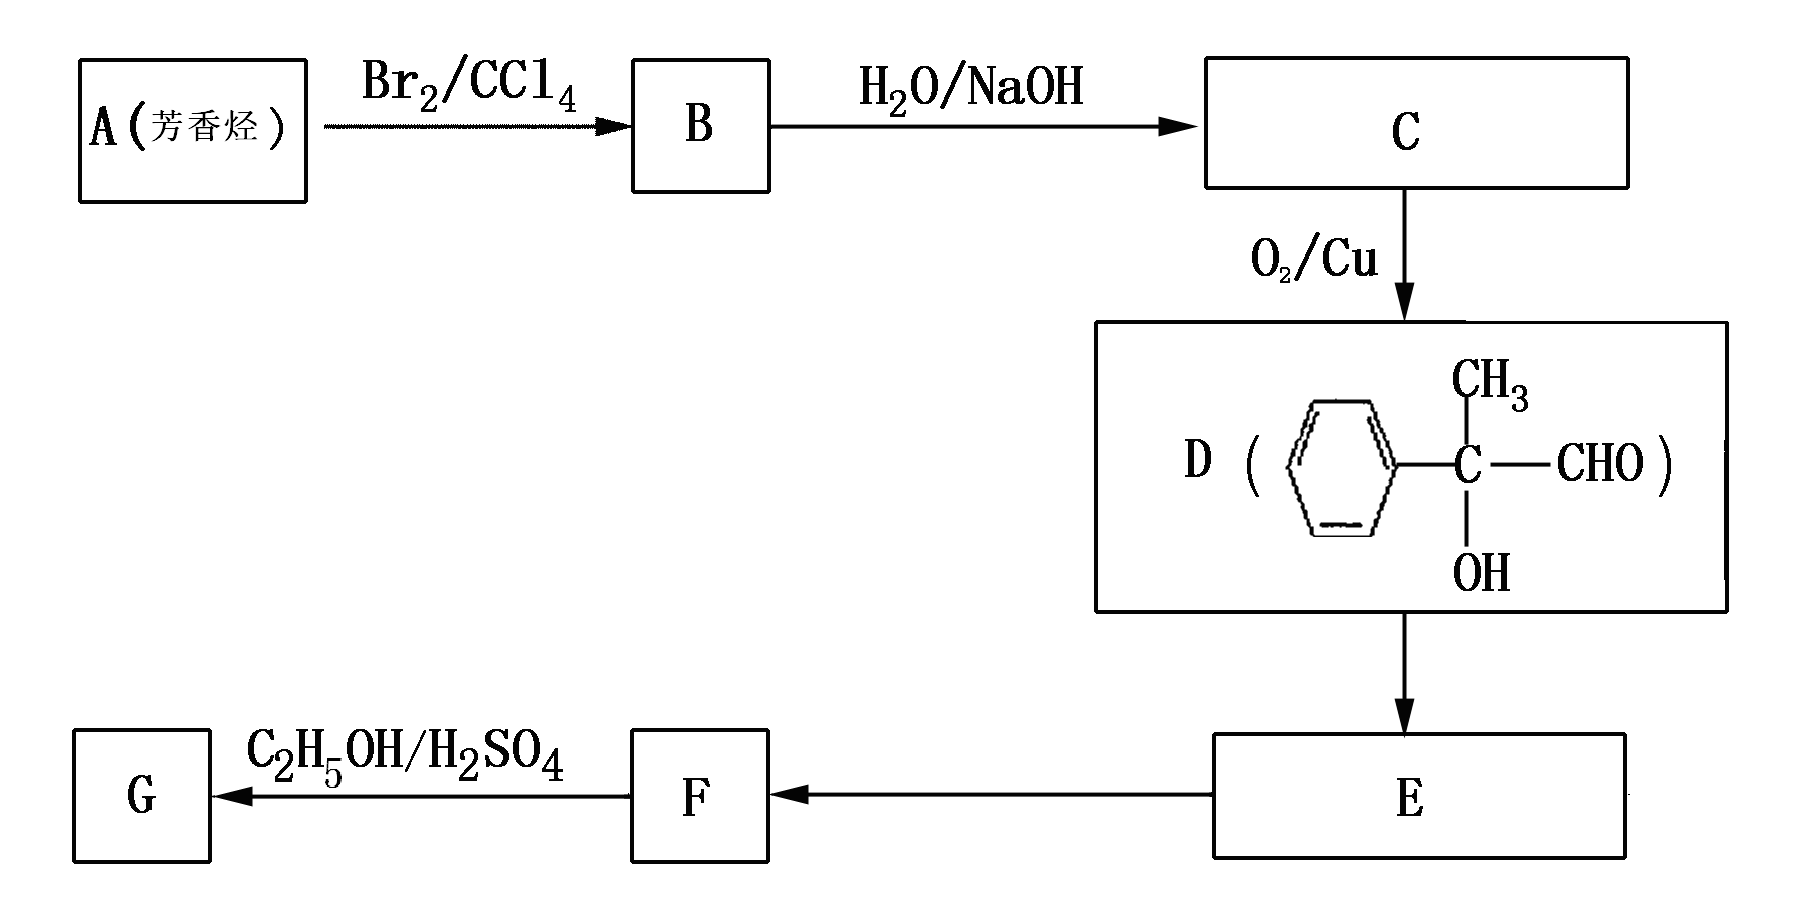 A(芳香烃)
Br₂/CCl₄
B
H₂O/NaOH
C
O₂/Cu
D(
CH₃
C
CHO)
OH
E
F
C₂H₅OH/H₂SO₄
G